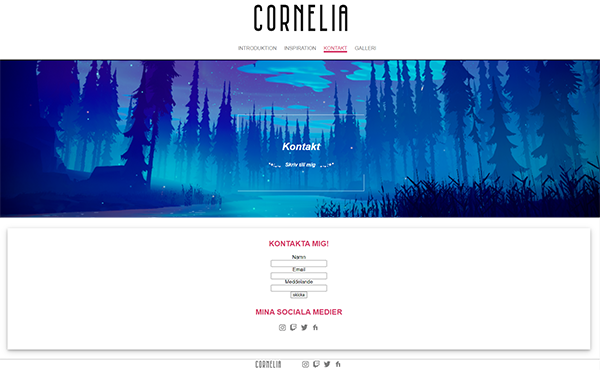 CORNELIA
INTRODUKTION INSPIRATION KONTAKT GALLERI
Kontakt
Skriv till mig
KONTAKTA MIG!
Namn
Email
Meddelande
skicka
MINA SOCIALA MEDIER
CORNELIA